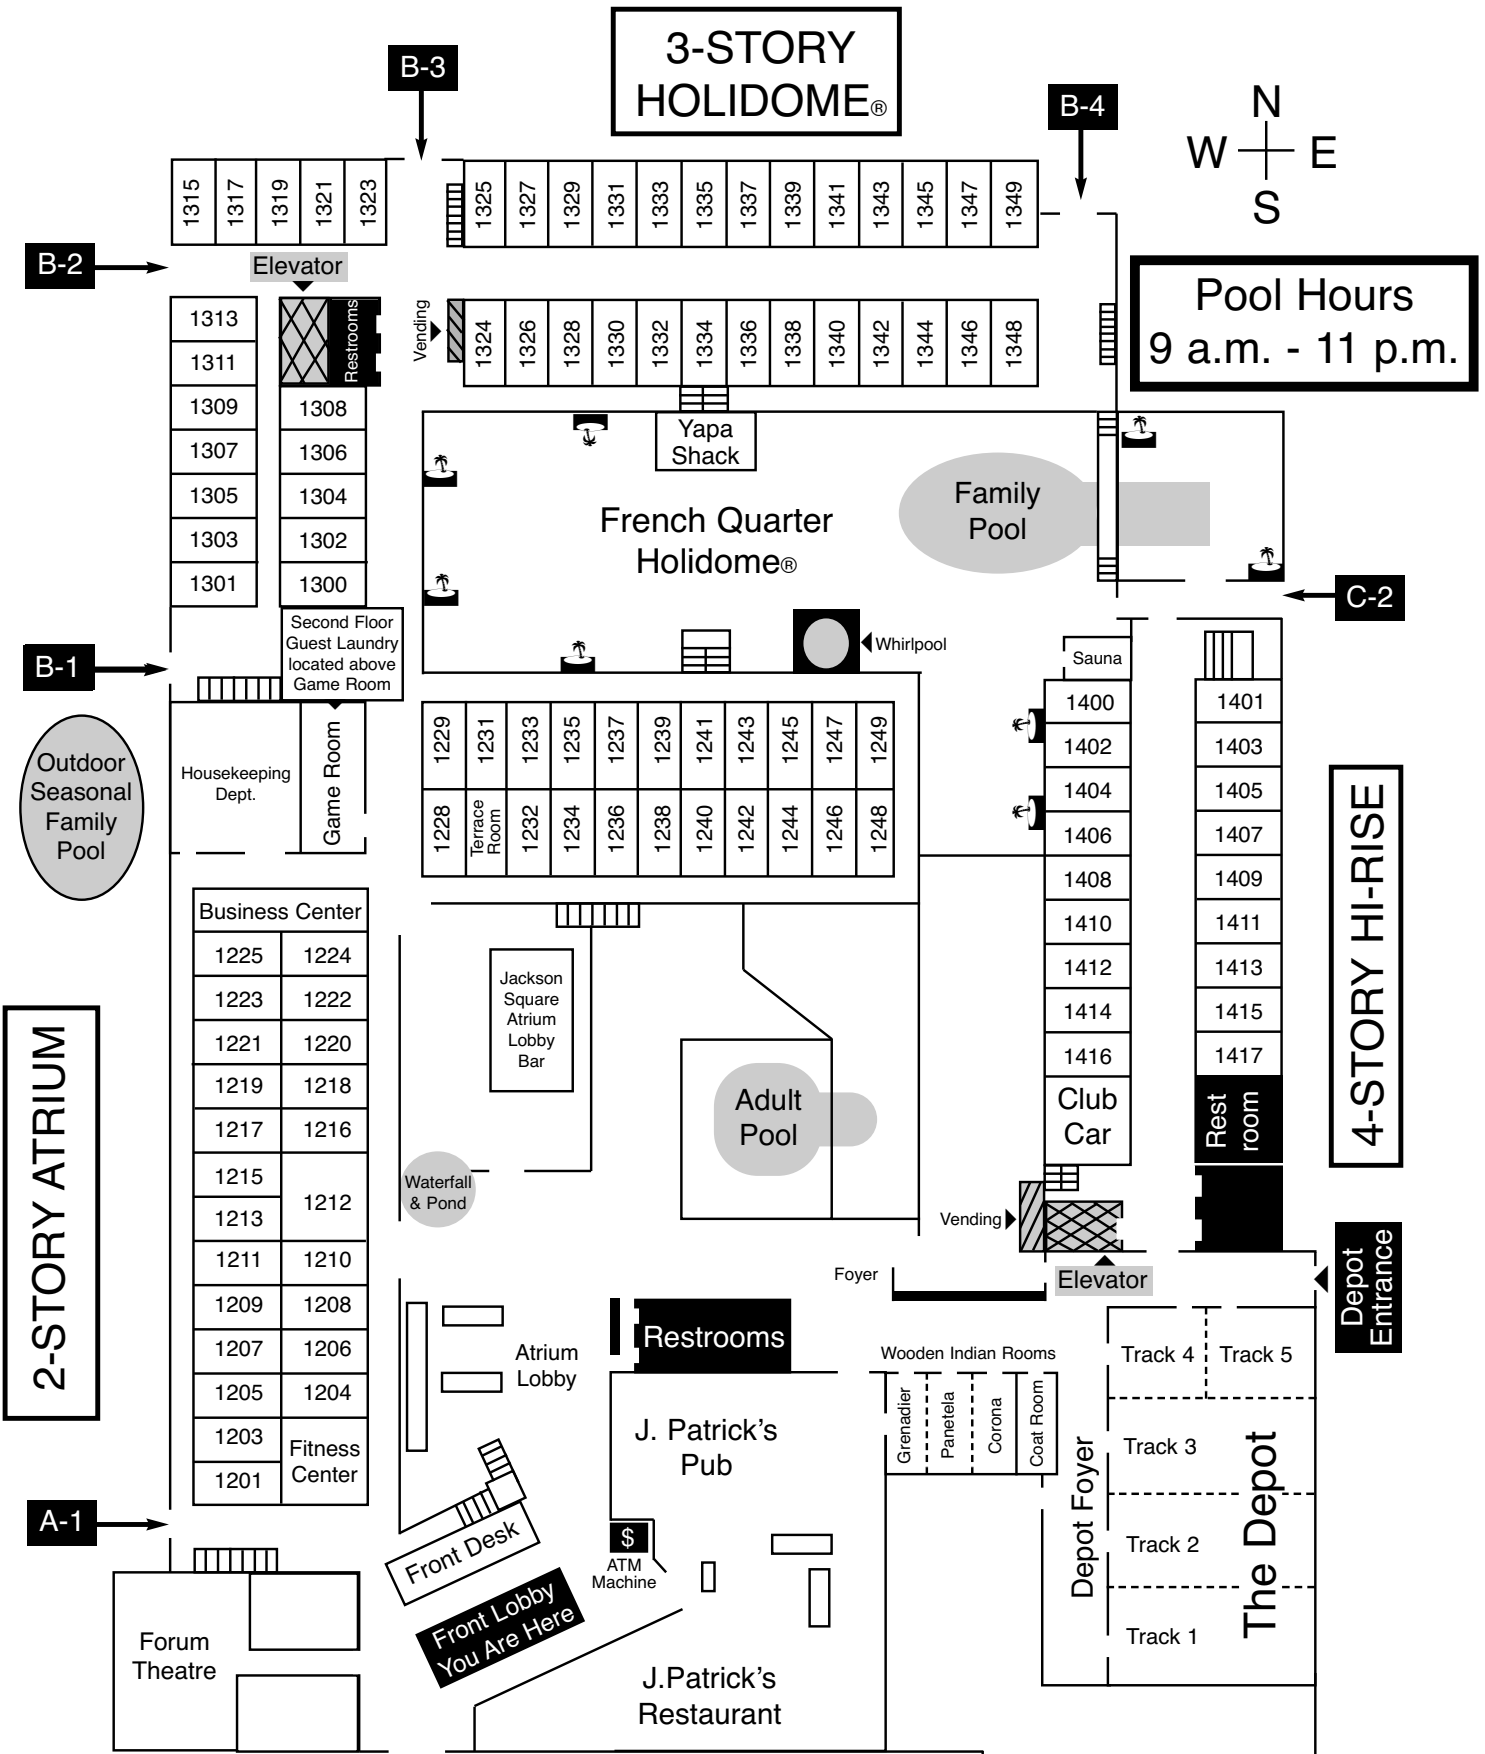 3-STORY
HOLIDOME®
B-3
B-4
N
W E
S
1315
1317
1319
1321
1323
1325
1327
1329
1331
1333
1335
1337
1339
1341
1343
1345
1347
1349
B-2
Elevator
Pool Hours
9 a.m. - 11 p.m.
1313
1311
1309
1307
1305
1303
1301
Restrooms
1308
1306
1304
1302
1300
Vending
1324
1326
1328
1330
1332
1334
1336
1338
1340
1342
1344
1346
1348
Yapa
Shack
Family
Pool
French Quarter
Holidome®
C-2
Second Floor
Guest Laundry
located above
Game Room
B-1
Whirlpool
Sauna
Outdoor
Seasonal
Family
Pool
Housekeeping
Dept.
Game Room
1229
1231
1233
1235
1237
1239
1241
1243
1245
1247
1249
1228
Terrace
Room
1232
1234
1236
1238
1240
1242
1244
1246
1248
1400
1402
1404
1406
1408
1410
1412
1414
1416
Club
Car
1401
1403
1405
1407
1409
1411
1413
1415
1417
Rest
room
4-STORY HI-RISE
2-STORY ATRIUM
Business Center
1225 1224
1223 1222
1221 1220
1219 1218
1217 1216
1215
1212
1213
1211 1210
1209 1208
1207 1206
1205 1204
1203
Fitness
Center
1201
Jackson
Square
Atrium
Lobby
Bar
Adult
Pool
Waterfall
& Pond
Vending
Elevator
Depot
Entrance
Foyer
Restrooms
Atrium
Lobby
Wooden Indian Rooms
Grenadier
Panetela
Corona
Coat Room
Track 4
Track 5
Track 3
Track 2
Track 1
Depot Foyer
The Depot
J. Patrick's
Pub
A-1
Front Desk
$
ATM
Machine
Front Lobby
You Are Here
Forum
Theatre
J.Patrick's
Restaurant